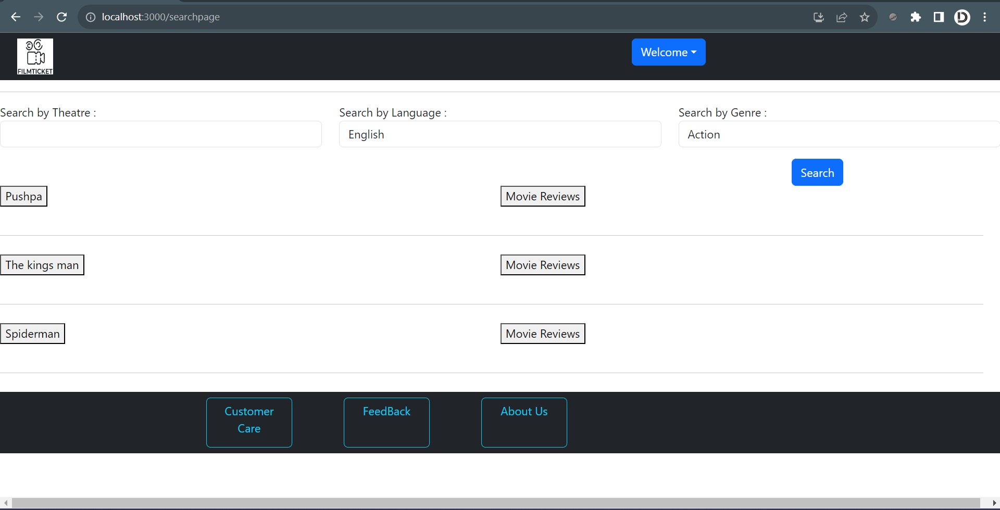 localhost:3000/searchpage
FILMTICKET
Welcome
Search by Theatre :
Search by Language :
Search by Genre :
English
Action
Search
Pushpa
Movie Reviews
The kings man
Movie Reviews
Spiderman
Movie Reviews
Customer
Care
FeedBack
About Us